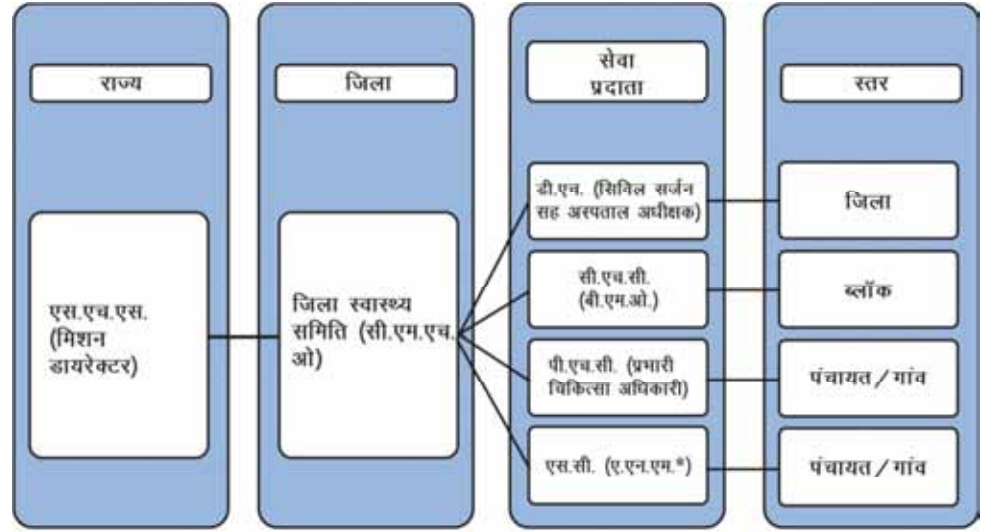 राज्य
एस.एच.एस.
(मिशन
डायरेक्टर)
जिला
जिला स्वास्थ्य
समिति (सी.एम.एच.
ओ)
सेवा
प्रदाता
डी.एच. (सिविल सर्जन
सह अस्पताल अधीक्षक)
सी.एच.सी.
(बी.एम.ओ.)
पी.एच.सी. (प्रभारी
चिकित्सा अधिकारी)
एस.सी. (ए.एन.एम.*)
स्तर
जिला
ब्लॉक
पंचायत/गांव
पंचायत/गांव